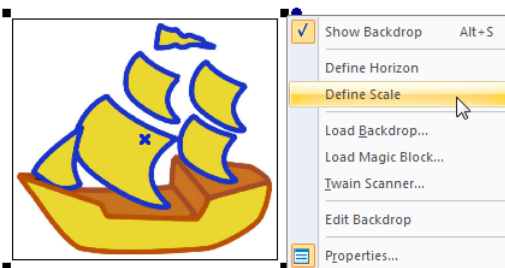 Show Backdrop Alt+S
Define Horizon
Define Scale
Load Backdrop...
Load Magic Block...
Twain Scanner...
Edit Backdrop
Properties...